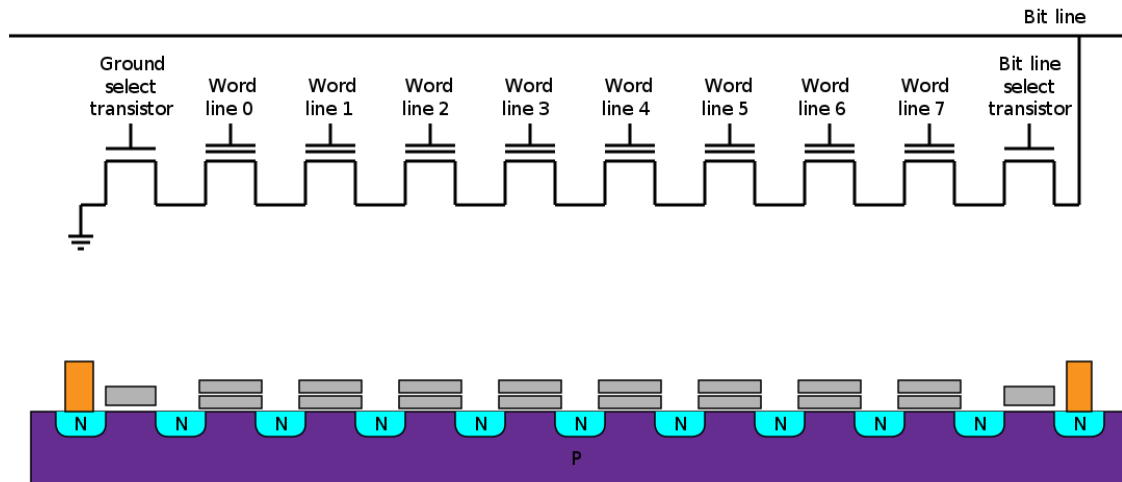 Bit line
Ground
select
transistor
Word
line 0
Word
line 1
Word
line 2
Word
line 3
Word
line 4
Word
line 5
Word
line 6
Word
line 7
Bit line
select
transistor
N
N
N
N
N
N
N
N
N
N
N
P